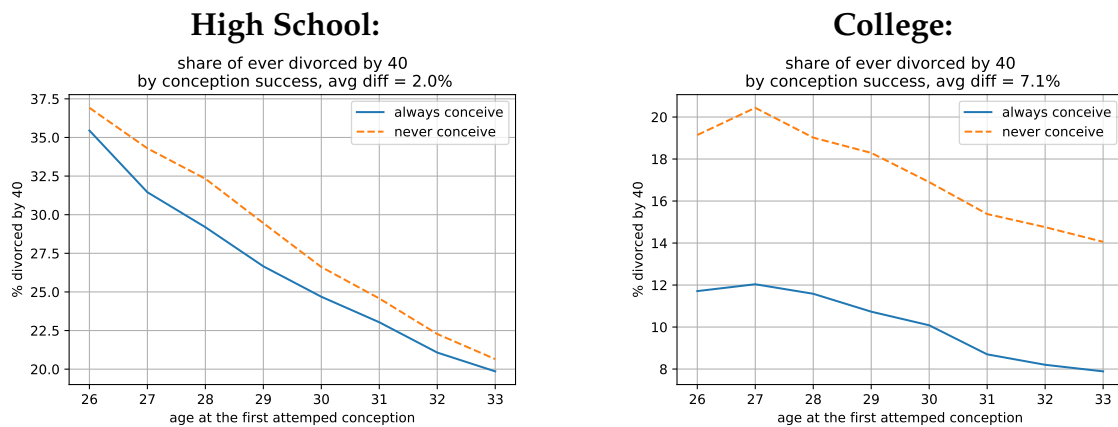 High School:
share of ever divorced by 40
by conception success, avg diff = 2.0%
always conceive
never conceive
37.5
35.0
32.5
30.0
27.5
25.0
22.5
20.0
% divorced by 40
26 27 28 29 30 31 32 33
age at the first attemped conception
College:
share of ever divorced by 40
by conception success, avg diff = 7.1%
always conceive
never conceive
20
18
16
14
12
10
8
% divorced by 40
26 27 28 29 30 31 32 33
age at the first attemped conception